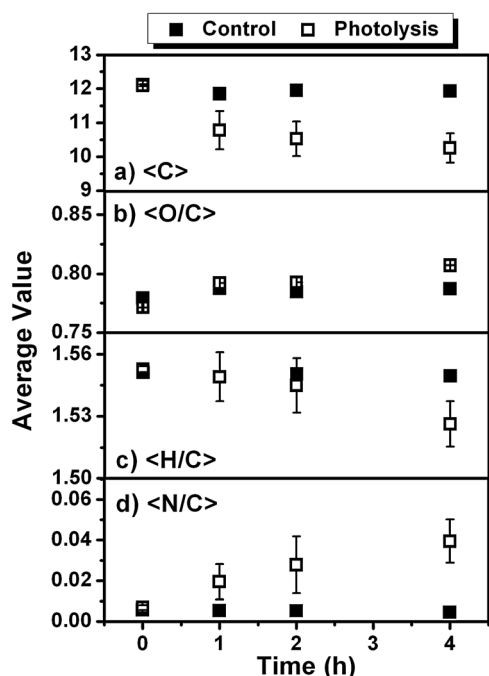 Control Photolysis
13
12
11
10
9
a) <C>
b) <O/C>
0.85
0.80
0.75
1.56
1.53
1.50
c) <H/C>
d) <N/C>
0.06
0.04
0.02
0.00
0 1 2 3 4
Time (h)
Average Value